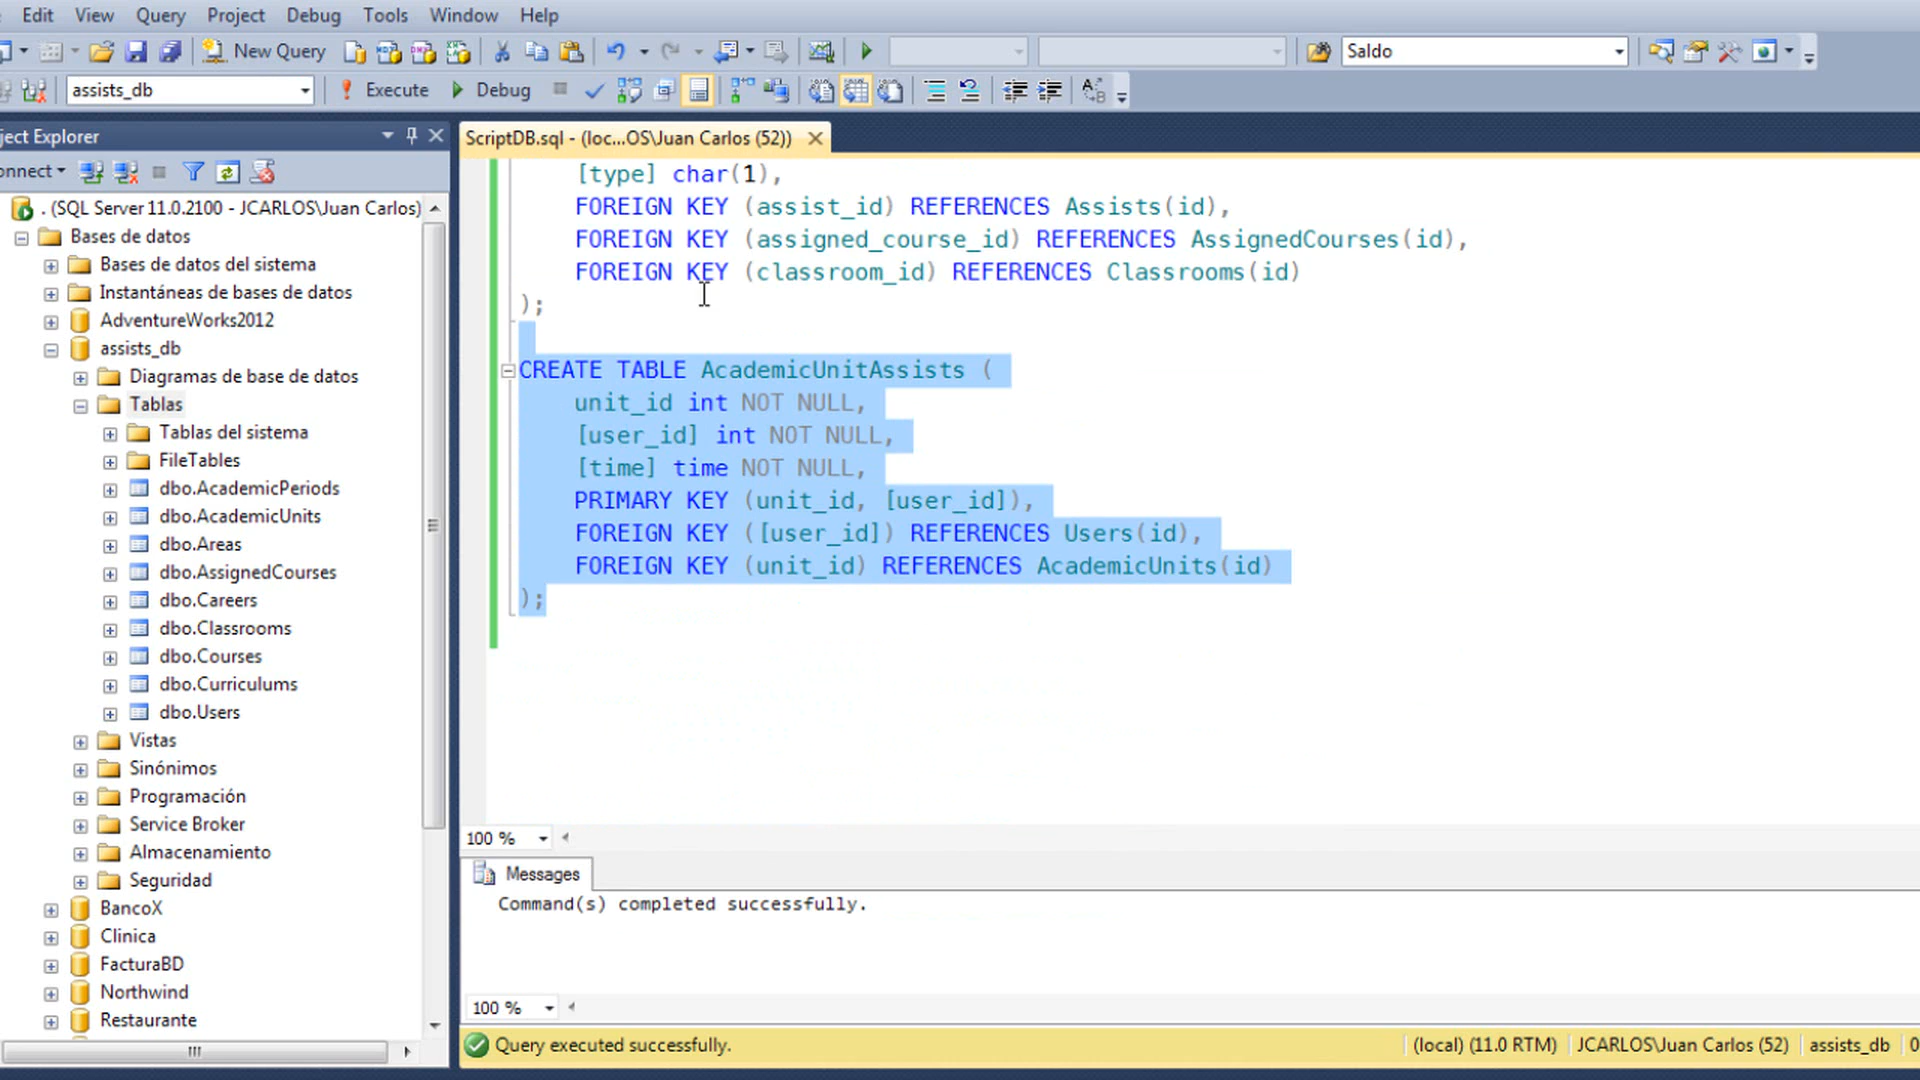 Edit View Query Project Debug Tools Window Help
New Query Saldo
assists_db Execute Debug
ject Explorer
onnect
. (SQL Server 11.0.2100 - JCARLOS\Juan Carlos)
Bases de datos
Bases de datos del sistema
Instantáneas de bases de datos
AdventureWorks2012
assists_db
Diagramas de base de datos
Tablas
Tablas del sistema
FileTables
dbo.AcademicPeriods
dbo.AcademicUnits
dbo.Areas
dbo.AssignedCourses
dbo.Careers
dbo.Classrooms
dbo.Courses
dbo.Curriculums
dbo.Users
Vistas
Sinónimos
Programación
Service Broker
Almacenamiento
Seguridad
BancoX
Clinica
FacturaBD
Northwind
Restaurante
ScriptDB.sql - (loc...OS\Juan Carlos (52))
[type] char(1),
FOREIGN KEY (assist_id) REFERENCES Assists(id),
FOREIGN KEY (assigned_course_id) REFERENCES AssignedCourses(id),
FOREIGN KEY (classroom_id) REFERENCES Classrooms(id)
);
CREATE TABLE AcademicUnitAssists (
unit_id int NOT NULL,
[user_id] int NOT NULL,
[time] time NOT NULL,
PRIMARY KEY (unit_id, [user_id]),
FOREIGN KEY ([user_id]) REFERENCES Users(id),
FOREIGN KEY (unit_id) REFERENCES AcademicUnits(id)
);
100 %
Messages
Command(s) completed successfully.
100 %
Query executed successfully. (local) (11.0 RTM) JCARLOS\Juan Carlos (52) assists_db 0